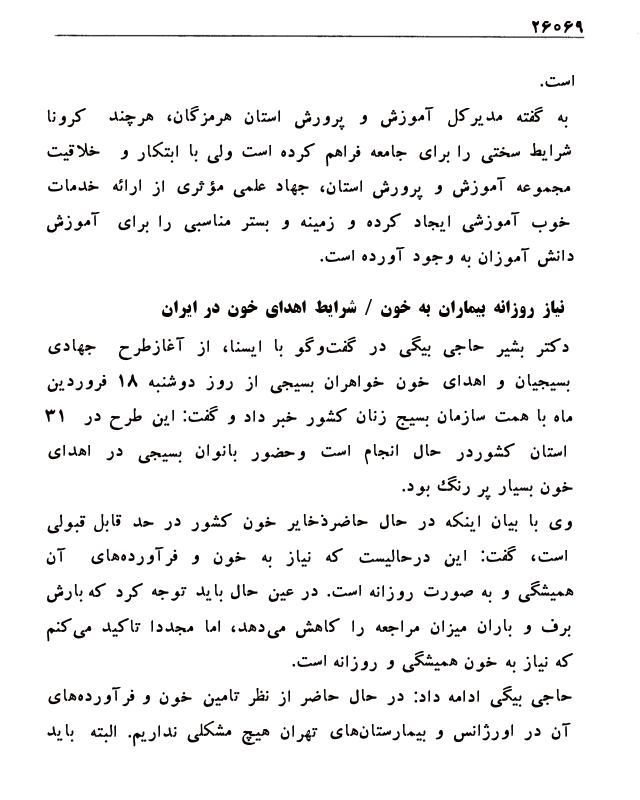 ۲۶۰۶۹
است.
به گفته مدیرکل آموزش و پرورش استان هرمزگان، هرچند کرونا
شرایط سختی را برای جامعه فراهم کرده است ولی با ابتکار و خلاقیت
مجموعه آموزش و پرورش استان، جهاد علمی مؤثری از ارائه خدمات
خوب آموزشی ایجاد کرده و زمینه و بستر مناسبی را برای آموزش
دانش آموزان به وجود آورده است.
نیاز روزانه بیماران به خون / شرایط اهدای خون در ایران
دکتر بشیر حاجی بیگی در گفت‌وگو با ایسنا، از آغازطرح جهادی
بسیجیان و اهدای خون خواهران بسیجی از روز دوشنبه ۱۸ فروردین
ماه با همت سازمان بسیج زنان کشور خبر داد و گفت: این طرح در ۳۱
استان کشوردر حال انجام است وحضور بانوان بسیجی در اهدای
خون بسیار پر رنگ بود.
وی با بیان اینکه در حال حاضرذخایر خون کشور در حد قابل قبولی
است، گفت: این درحالیست که نیاز به خون و فرآورده‌های آن
همیشگی و به صورت روزانه است. در عین حال باید توجه کرد که بارش
برف و باران میزان مراجعه را کاهش می‌دهد، اما مجددا تاکید می‌کنم
که نیاز به خون همیشگی و روزانه است.
حاجی بیگی ادامه داد: در حال حاضر از نظر تامین خون و فرآورده‌های
آن در اورژانس و بیمارستان‌های تهران هیچ مشکلی نداریم. البته باید